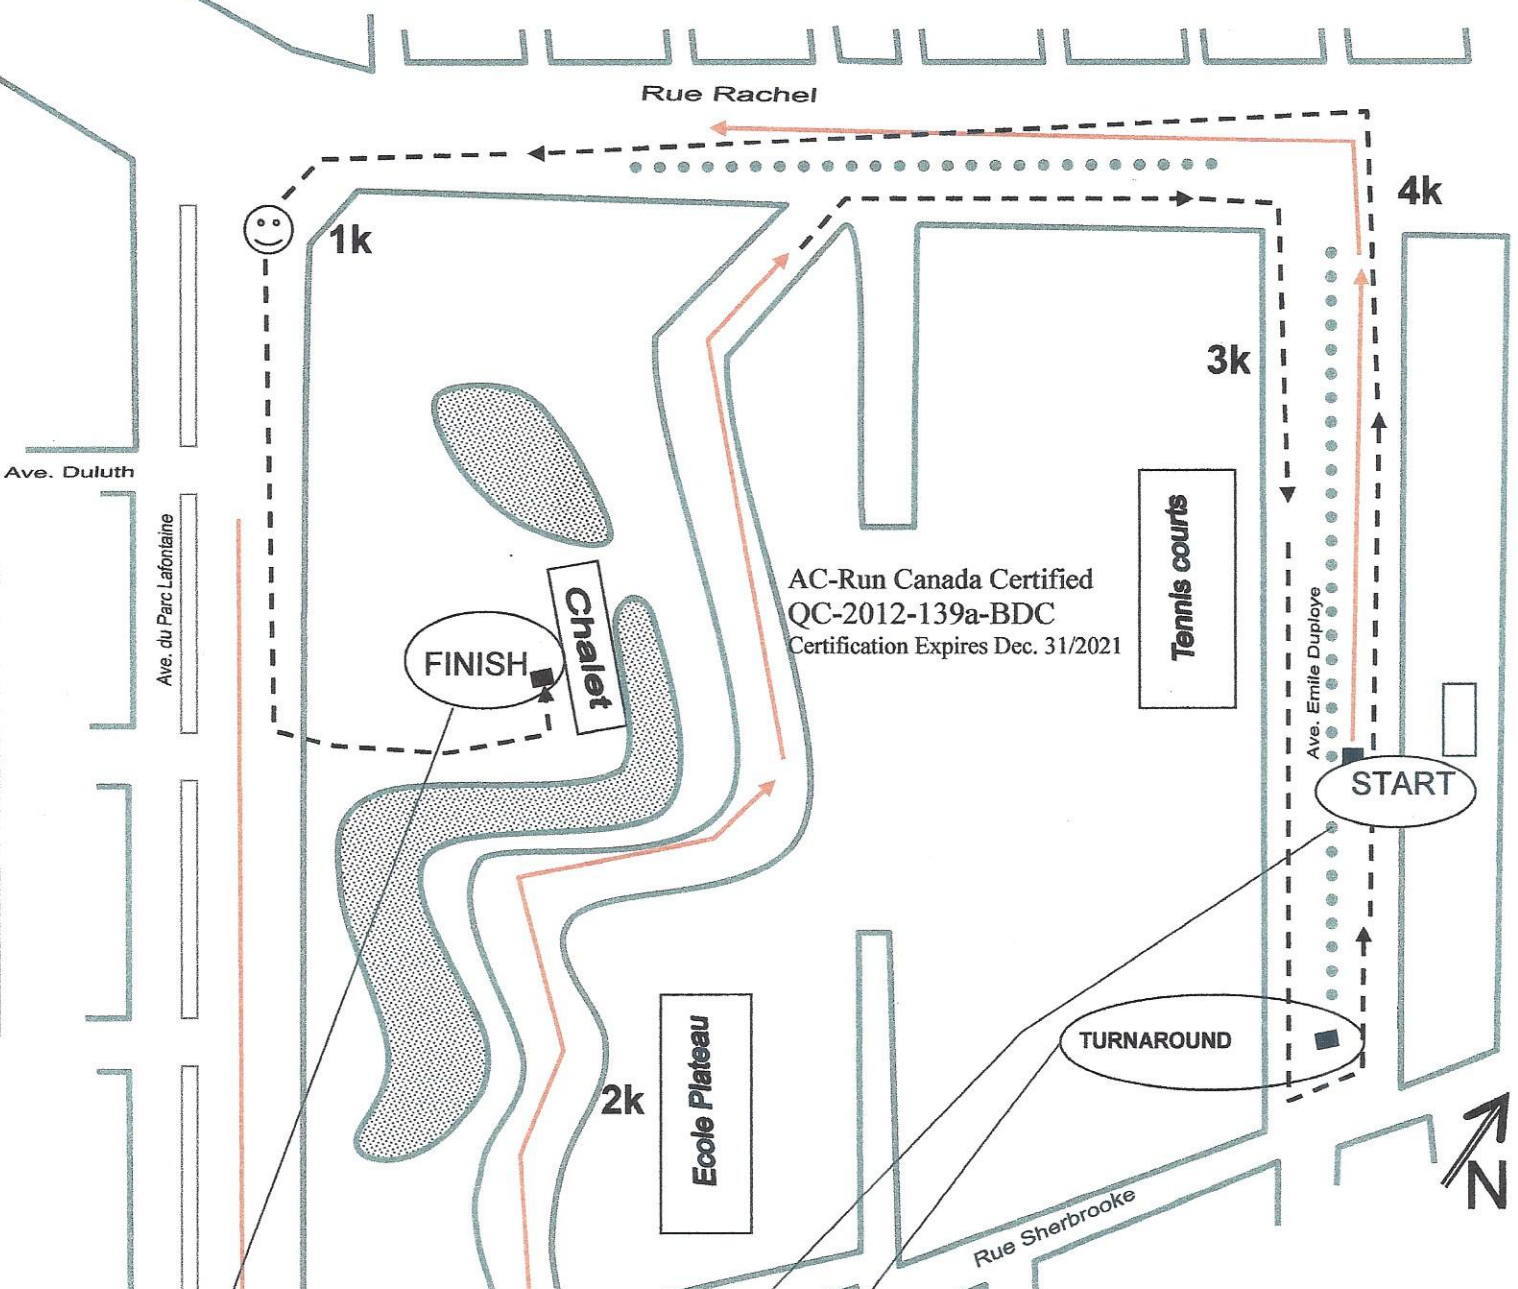 Rue Rachel
4k
1k
3k
Ave. Duluth
Ave. du Parc Lafontaine
AC-Run Canada Certified
QC-2012-139a-BDC
Certification Expires Dec. 31/2021
Tennis courts
Chalet
FINISH
Ave. Emile Duploye
START
TURNAROUND
2k
Ecole Plateau
N
Rue Sherbrooke